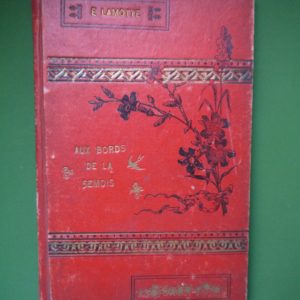 E. LAMOTTE
AUX BORDS
DE LA
SEMOIS